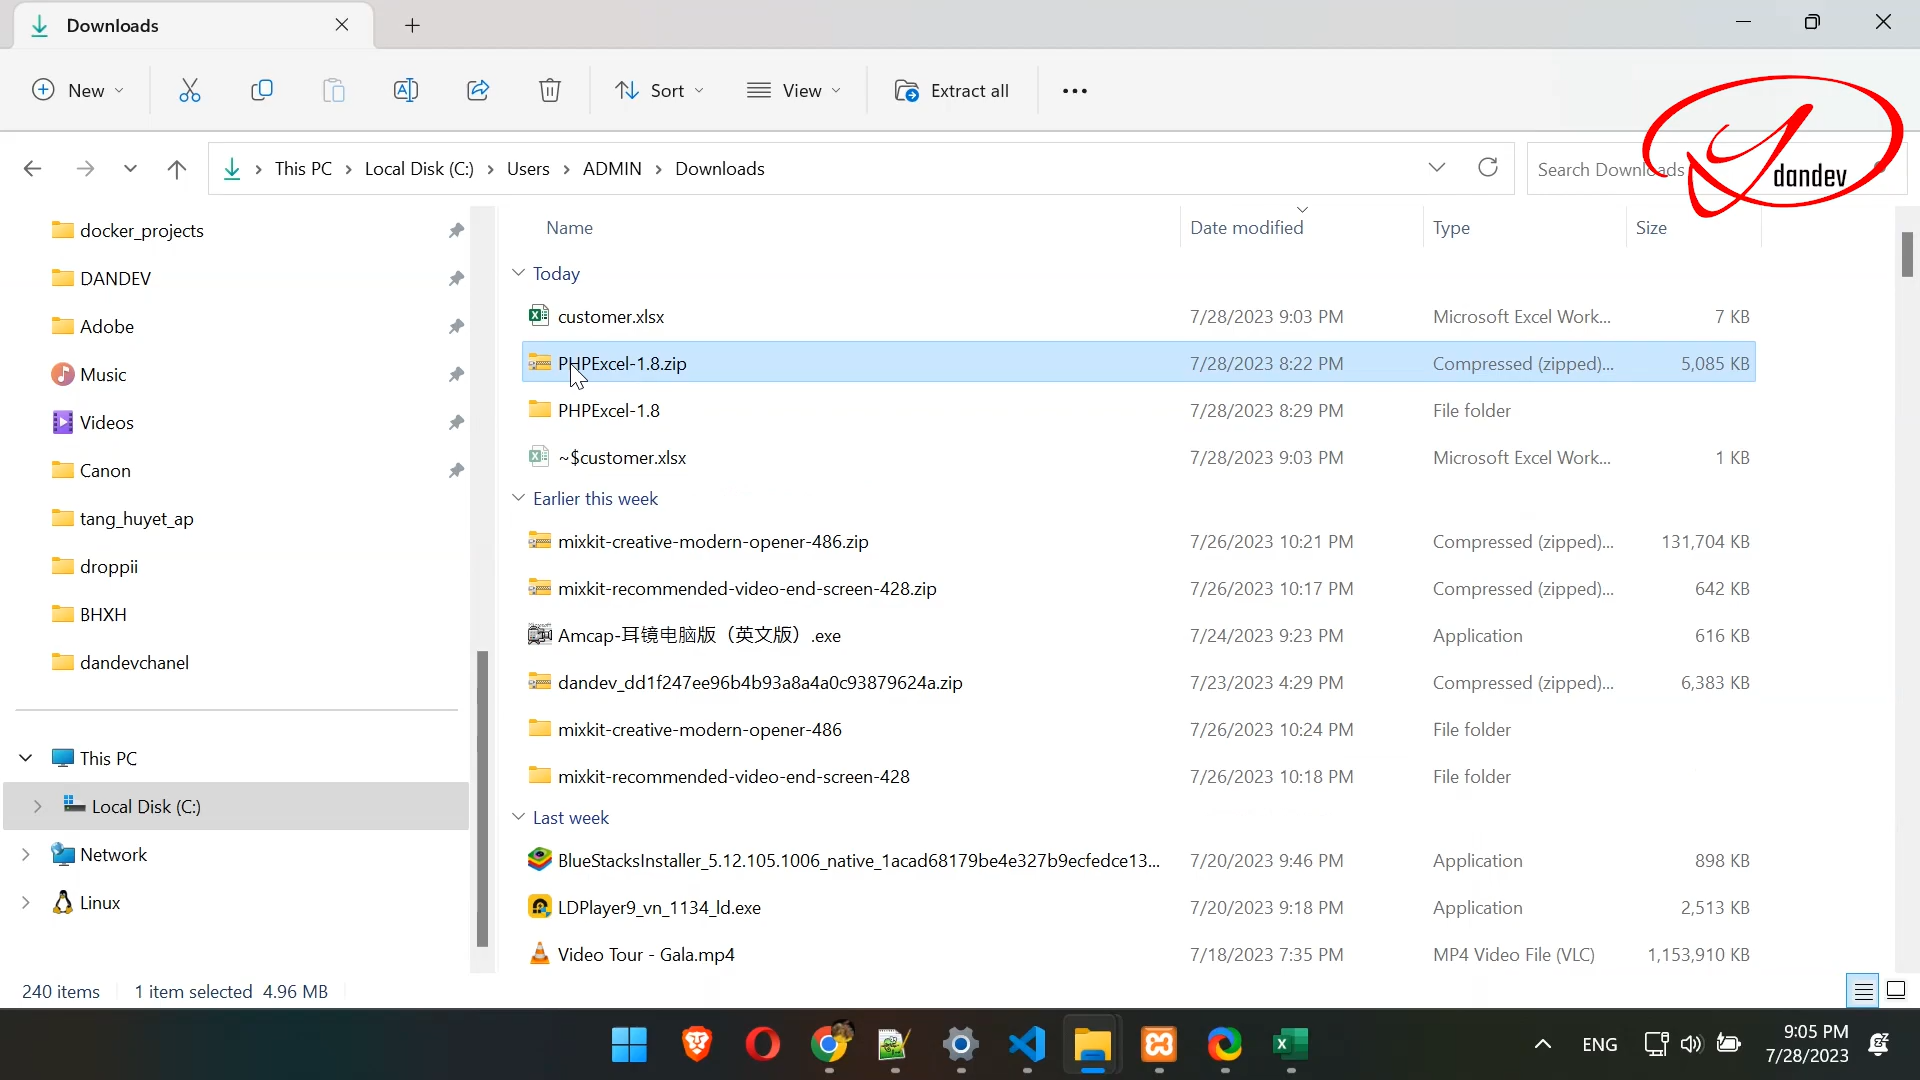 Downloads
New
Sort
View
Extract all
This PC
Local Disk (C:)
Users
ADMIN
Downloads
Search Downloads
dandev
docker_projects
DANDEV
Adobe
Music
Videos
Canon
tang_huyet_ap
droppii
BHXH
dandevchanel
This PC
Local Disk (C:)
Network
Linux
Name Date modified Type Size
Today
customer.xlsx 7/28/2023 9:03 PM Microsoft Excel Work... 7 KB
PHPExcel-1.8.zip 7/28/2023 8:22 PM Compressed (zipped)... 5,085 KB
PHPExcel-1.8 7/28/2023 8:29 PM File folder
~$customer.xlsx 7/28/2023 9:03 PM Microsoft Excel Work... 1 KB
Earlier this week
mixkit-creative-modern-opener-486.zip 7/26/2023 10:21 PM Compressed (zipped)... 131,704 KB
mixkit-recommended-video-end-screen-428.zip 7/26/2023 10:17 PM Compressed (zipped)... 642 KB
Amcap-耳镜电脑版（英文版）.exe 7/24/2023 9:23 PM Application 616 KB
dandev_dd1f247ee96b4b93a8a4a0c93879624a.zip 7/23/2023 4:29 PM Compressed (zipped)... 6,383 KB
mixkit-creative-modern-opener-486 7/26/2023 10:24 PM File folder
mixkit-recommended-video-end-screen-428 7/26/2023 10:18 PM File folder
Last week
BlueStacksInstaller_5.12.105.1006_native_1acad68179be4e327b9ecfedce13... 7/20/2023 9:46 PM Application 898 KB
LDPlayer9_vn_1134_ld.exe 7/20/2023 9:18 PM Application 2,513 KB
Video Tour - Gala.mp4 7/18/2023 7:35 PM MP4 Video File (VLC) 1,153,910 KB
240 items 1 item selected 4.96 MB
ENG
9:05 PM
7/28/2023